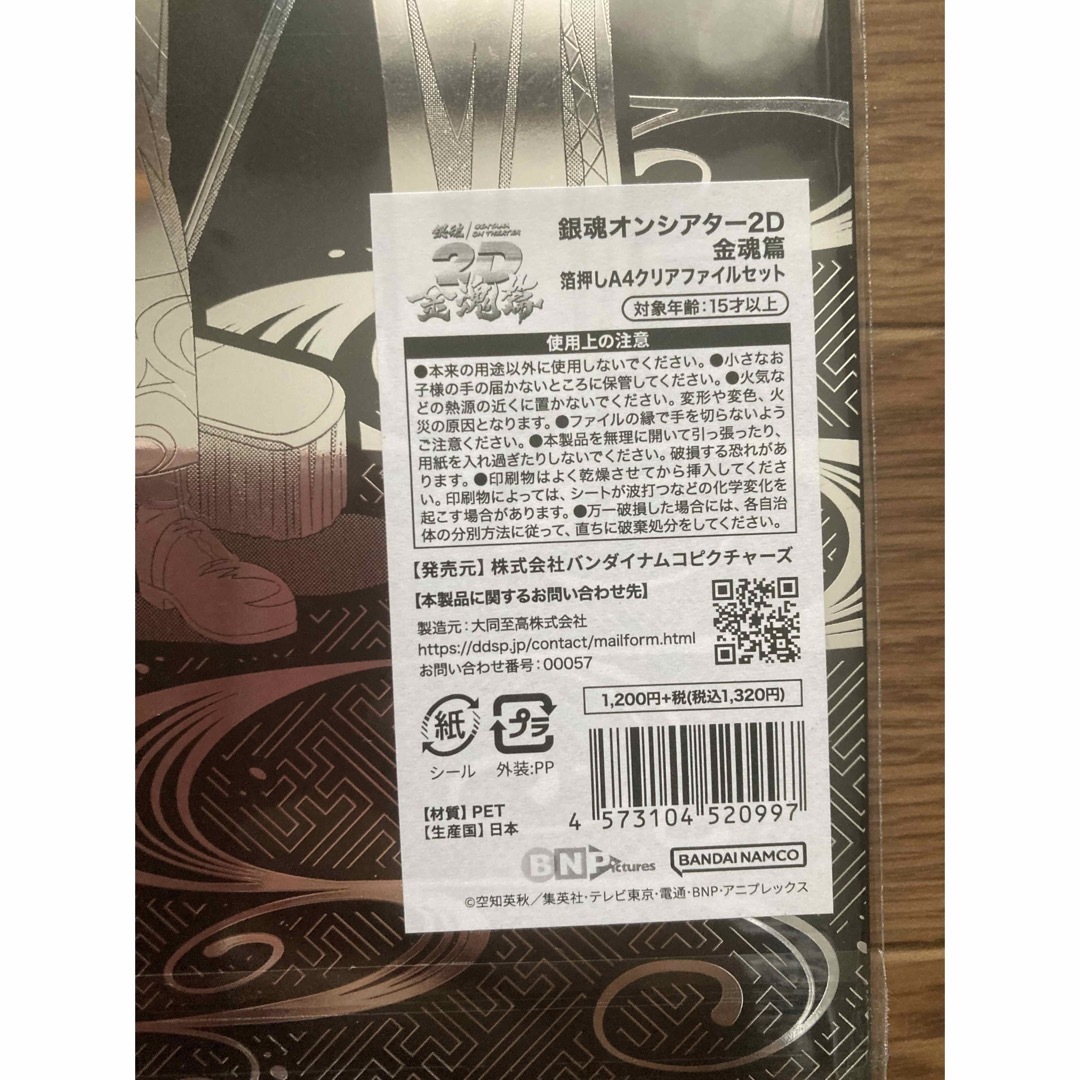 銀魂/GINTAMA ON THEATER
2D
金魂篇
銀魂オンシアター2D
金魂篇
箔押しA4クリアファイルセット
対象年齢:15才以上
使用上の注意
●本来の用途以外に使用しないでください。●小さなお
子様の手の届かないところに保管してください。●火気な
どの熱源の近くに置かないでください。変形や変色、火
災の原因となります。●ファイルの縁で手を切らないよう
ご注意ください。●本製品を無理に開いて引っ張ったり、
用紙を入れ過ぎたりしないでください。破損する恐れがあ
ります。●印刷物はよく乾燥させてから挿入してくださ
い。印刷物によっては、シートが波打つなどの化学変化を
起こす場合があります。●万一破損した場合には、各自治
体の分別方法に従って、直ちに破棄処分をしてください。
【発売元】株式会社バンダイナムコピクチャーズ
【本製品に関するお問い合わせ先】
製造元:大同至高株式会社
https://ddsp.jp/contact/mailform.html
お問い合わせ番号:00057
紙
プラ
シール
外装:PP
1,200円+税(税込1,320円)
【材質】PET
【生産国】日本
4 573104 520997
BNPictures
BANDAI NAMCO
©空知英秋/集英社・テレビ東京・電通・BNP・アニプレックス